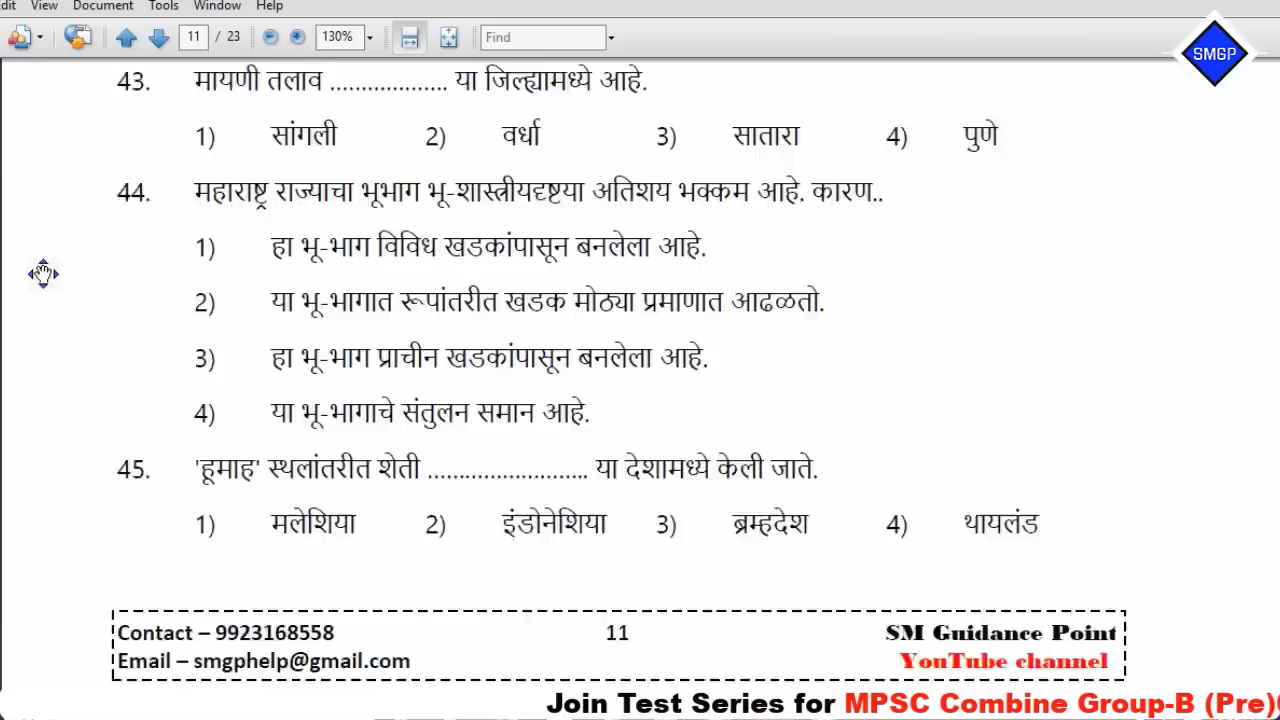 dit View Document Tools Window Help
11 / 23 130% Find
SMGP
43. मायणी तलाव ................... या जिल्ह्यामध्ये आहे.
1) सांगली 2) वर्धा 3) सातारा 4) पुणे
44. महाराष्ट्र राज्याचा भूभाग भू-शास्त्रीयदृष्टया अतिशय भक्कम आहे. कारण..
1) हा भू-भाग विविध खडकांपासून बनलेला आहे.
2) या भू-भागात रूपांतरीत खडक मोठ्या प्रमाणात आढळतो.
3) हा भू-भाग प्राचीन खडकांपासून बनलेला आहे.
4) या भू-भागाचे संतुलन समान आहे.
45. 'हूमाह' स्थलांतरीत शेती ......................... या देशामध्ये केली जाते.
1) मलेशिया 2) इंडोनेशिया 3) ब्रम्हदेश 4) थायलंड
Contact – 9923168558 11 SM Guidance Point
Email – smgphelp@gmail.com YouTube channel
Join Test Series for MPSC Combine Group-B (Pre)